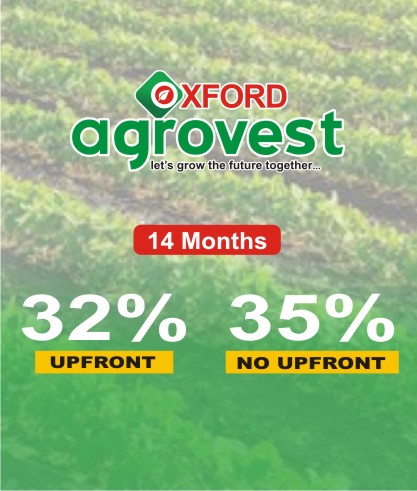 OXFORD
agrovest
let's grow the future together...
14 Months
32% 35%
UPFRONT NO UPFRONT